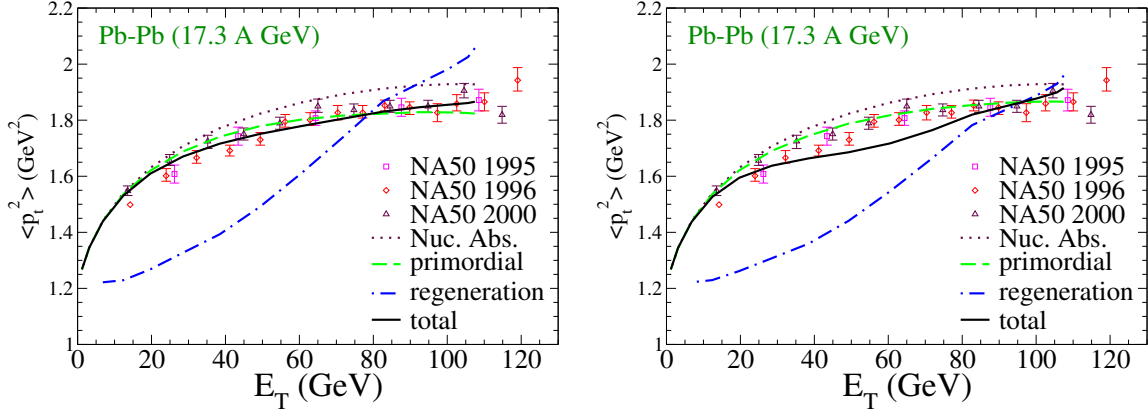 Pb-Pb (17.3 A GeV)
<p_t^2> (GeV^2)
2
1.8
1.6
1.4
1.2
1
NA50 1995
NA50 1996
NA50 2000
Nuc. Abs.
primordial
regeneration
total
0 20 40 60 80 100 120
E_T (GeV)
Pb-Pb (17.3 A GeV)
<p_t^2> (GeV^2)
2.2
2
1.8
1.6
1.4
1.2
1
NA50 1995
NA50 1996
NA50 2000
Nuc. Abs.
primordial
regeneration
total
0 20 40 60 80 100 120
E_T (GeV)